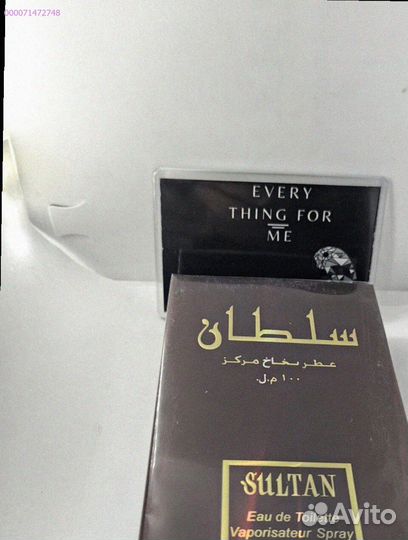 000071472748
EVERY
THING FOR
ME
سلطان
عطر بخاخ مركز
١٠٠ م.ل.
SULTAN
Eau de Toilette
Vaporisateur Spray
Avito